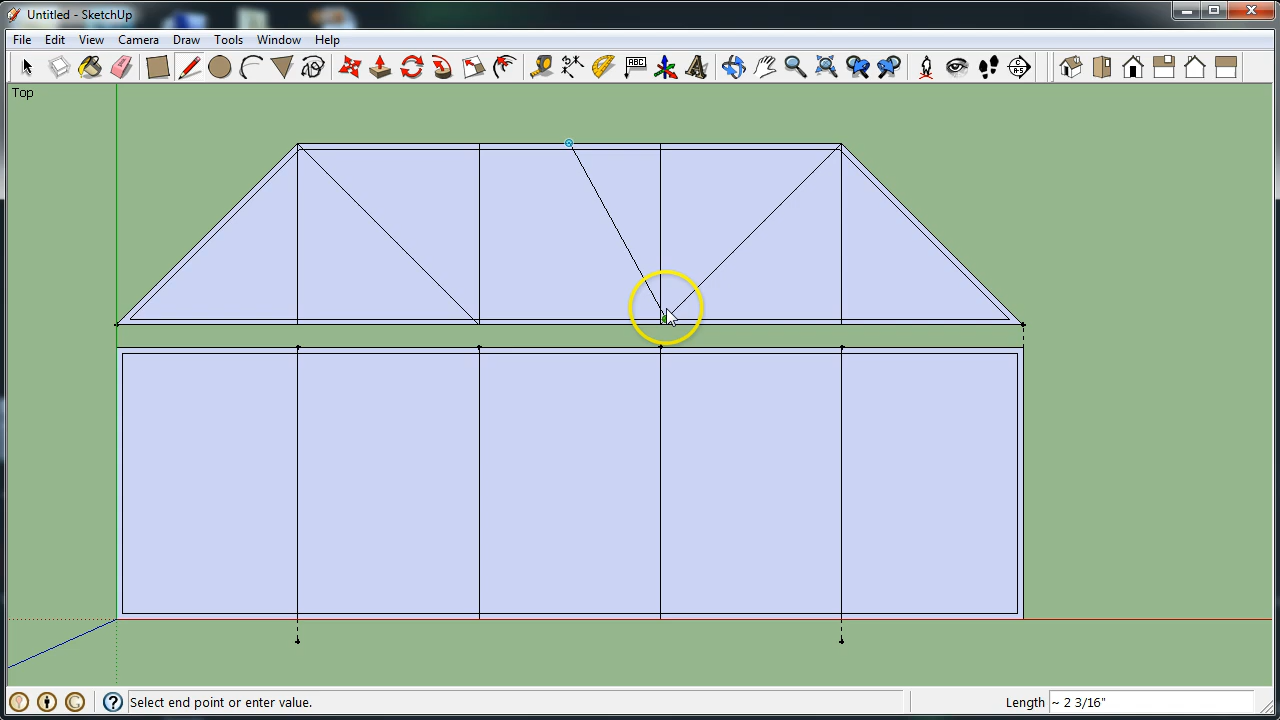 Untitled - SketchUp
File Edit View Camera Draw Tools Window Help
ABC
A
Top
Select end point or enter value.
Length ~ 2 3/16"